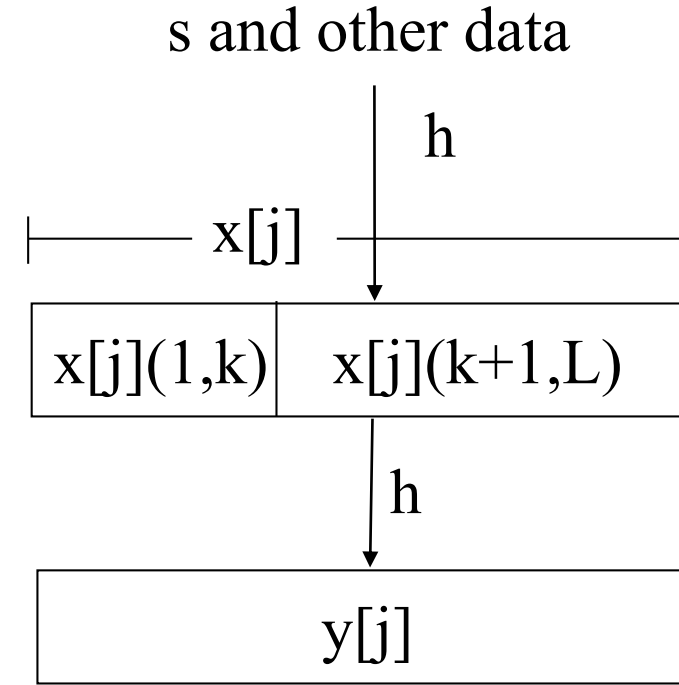 s and other data
h
x[j]
x[j](1,k) x[j](k+1,L)
h
y[j]